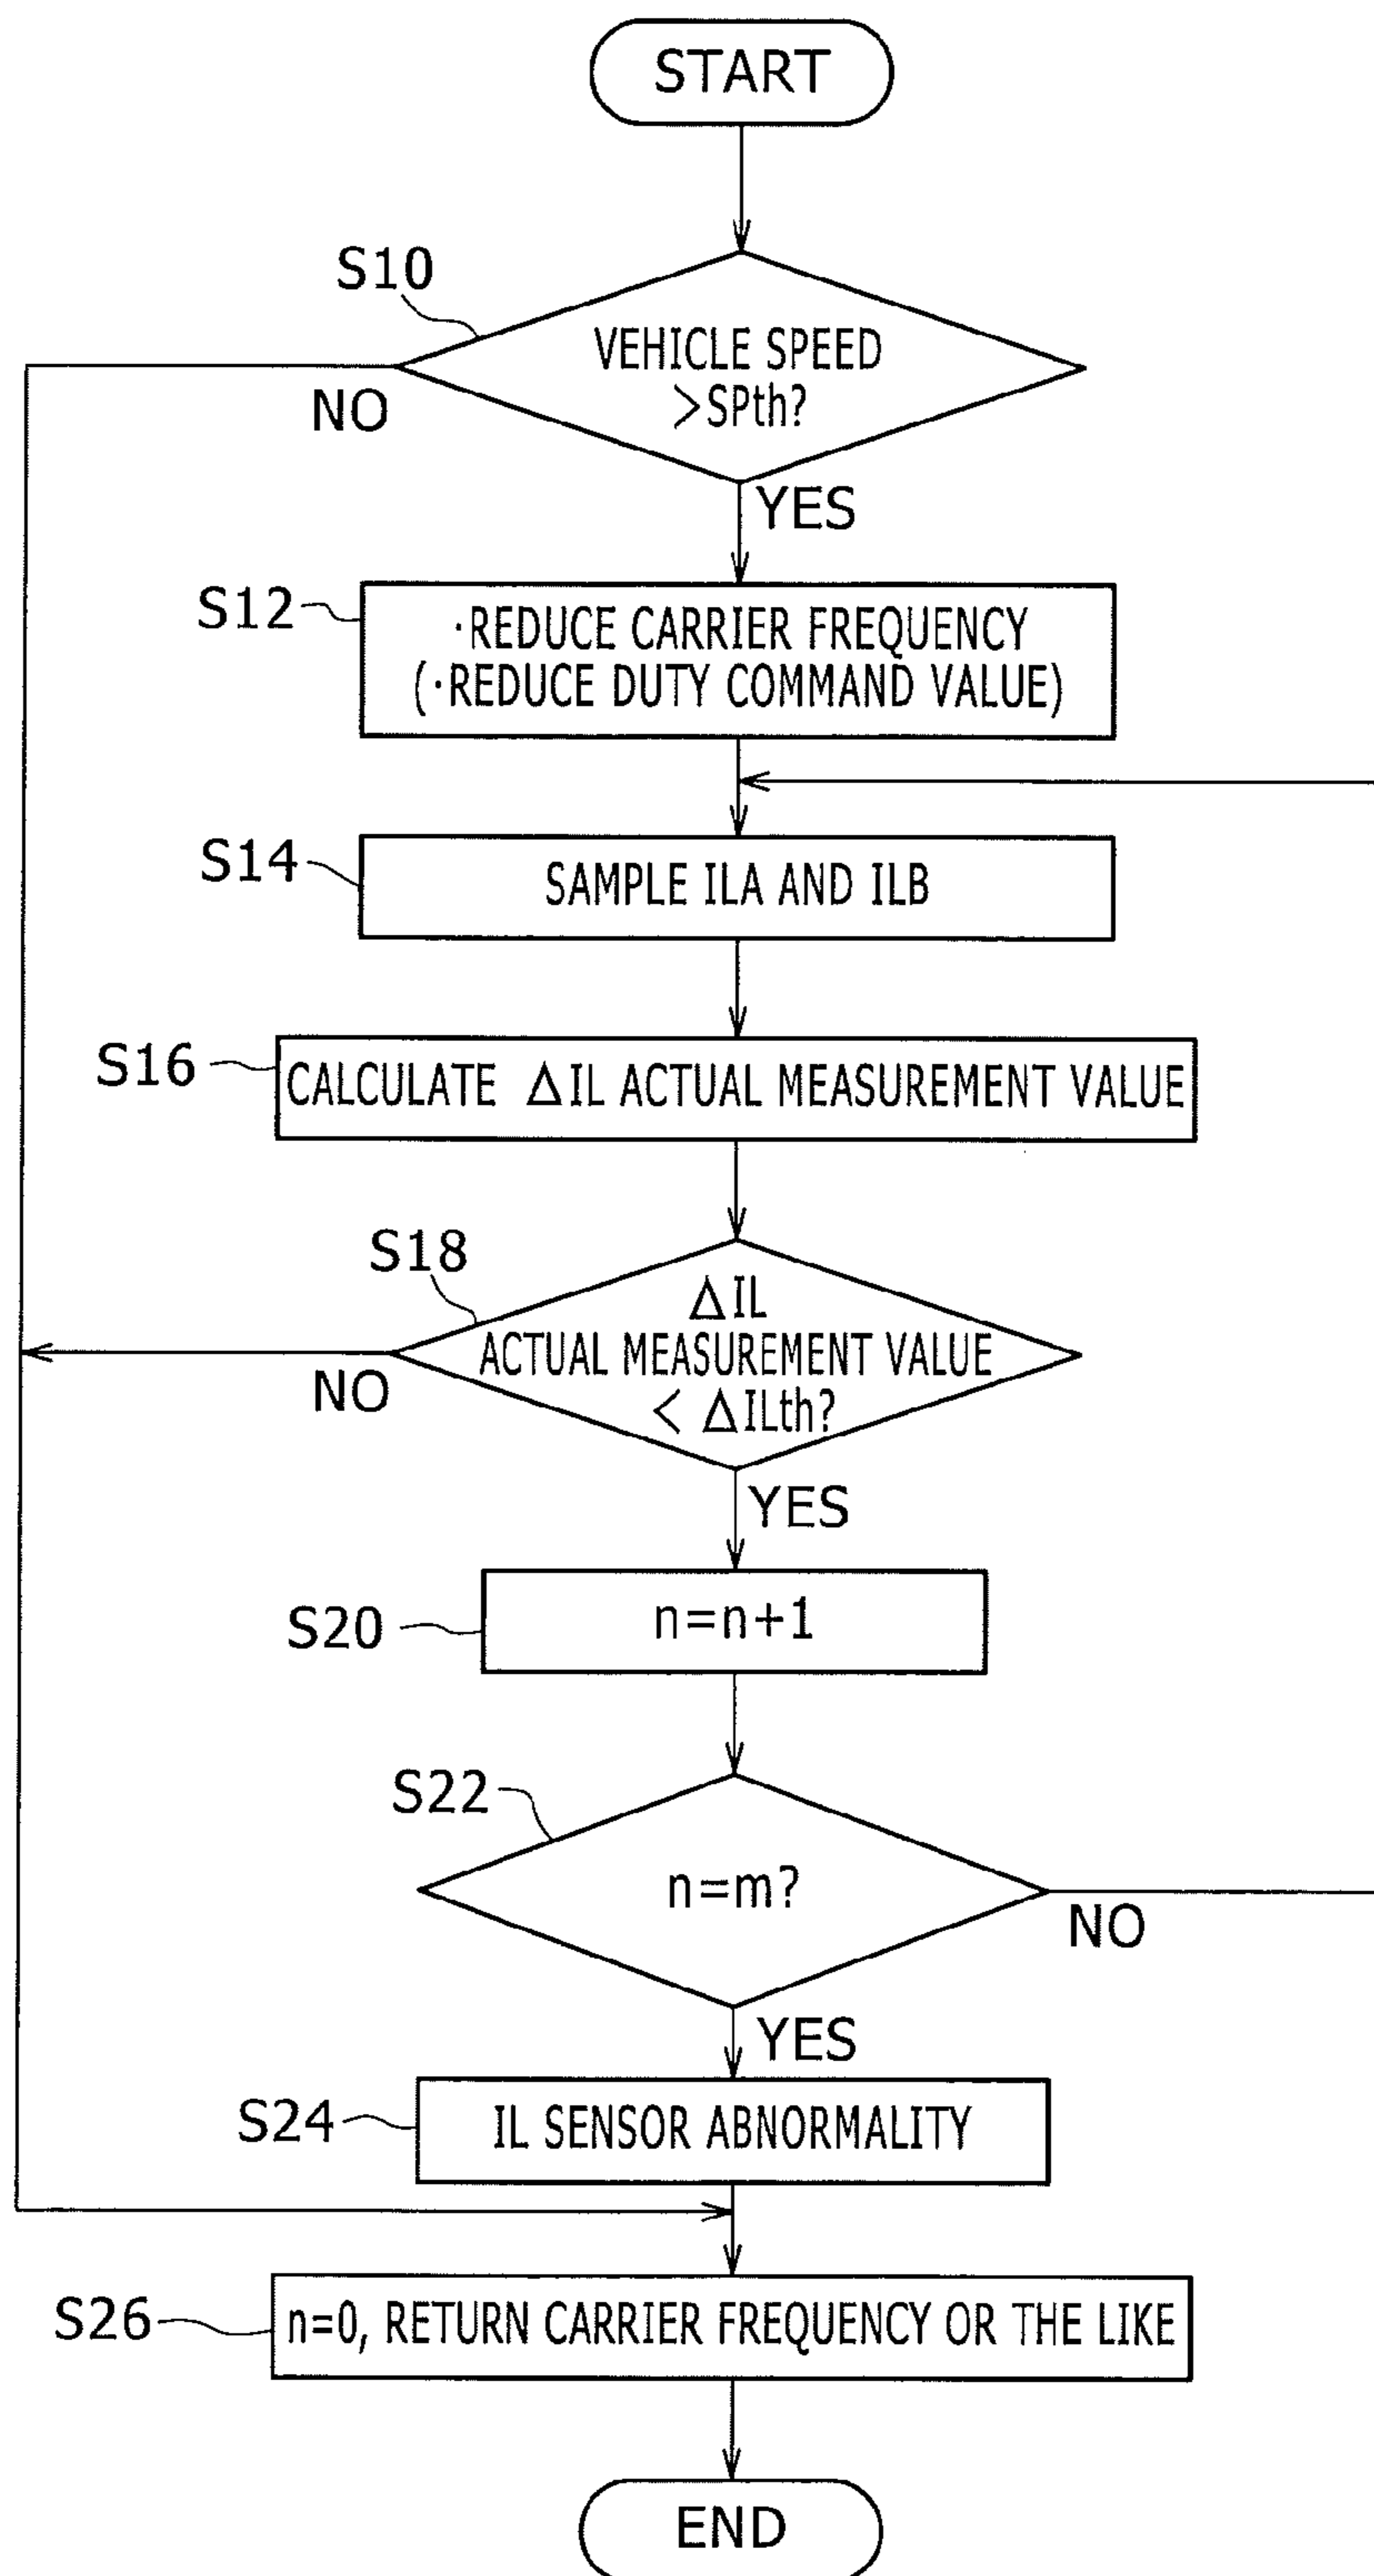 START
S10
VEHICLE SPEED
>SPth?
NO
YES
S12
·REDUCE CARRIER FREQUENCY
(·REDUCE DUTY COMMAND VALUE)
S14
SAMPLE ILA AND ILB
S16
CALCULATE ΔIL ACTUAL MEASUREMENT VALUE
S18
ΔIL
ACTUAL MEASUREMENT VALUE
< ΔILth?
NO
YES
S20
n=n+1
S22
n=m?
NO
YES
S24
IL SENSOR ABNORMALITY
S26
n=0, RETURN CARRIER FREQUENCY OR THE LIKE
END